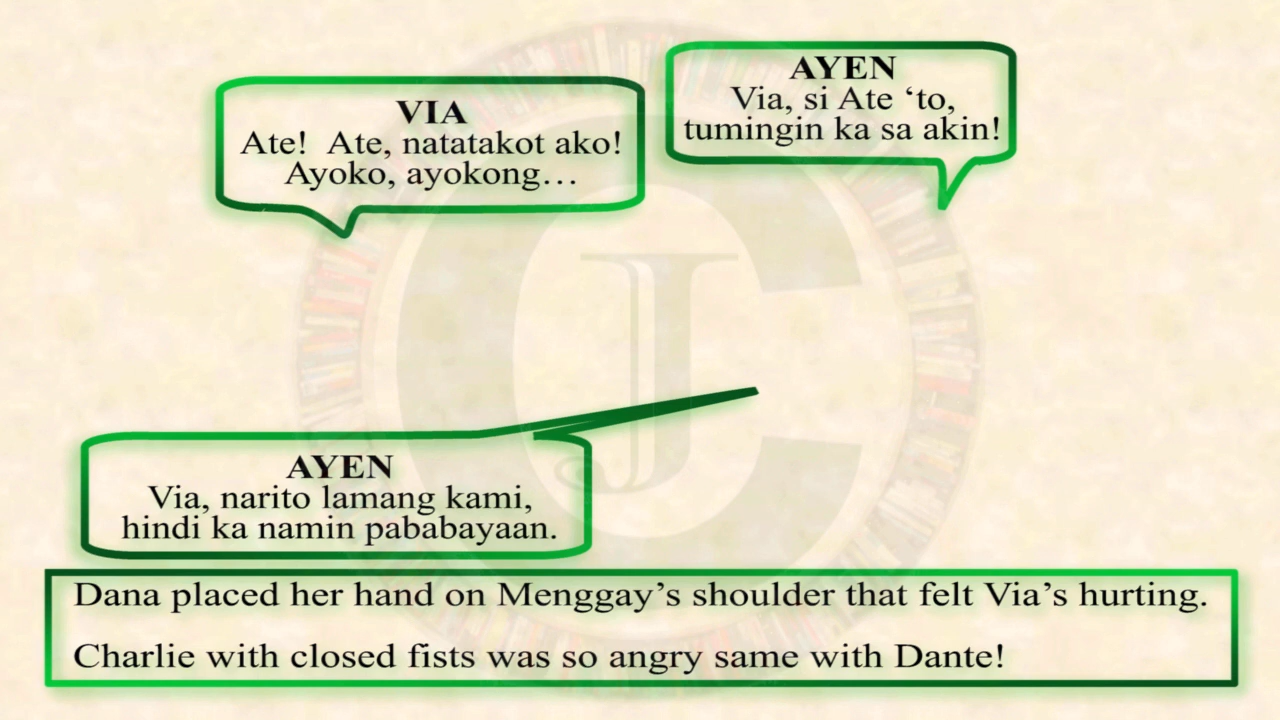 VIA
Ate!  Ate, natatakot ako!
Ayoko, ayokong…
AYEN
Via, si Ate ‘to,
tumingin ka sa akin!
AYEN
Via, narito lamang kami,
hindi ka namin pababayaan.
Dana placed her hand on Menggay’s shoulder that felt Via’s hurting.
Charlie with closed fists was so angry same with Dante!
JC